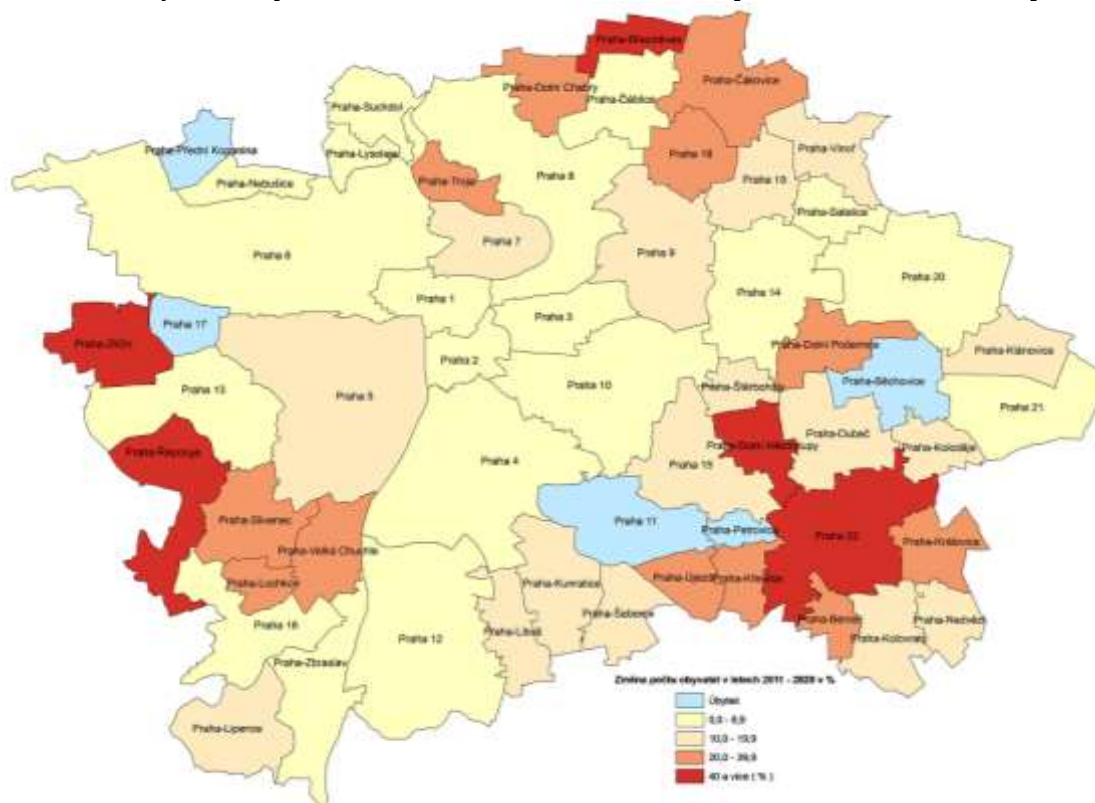 Praha-Březiněves
Praha-Dolní Chabry
Praha-Čakovice
Praha-Ďáblice
Praha-Suchdol
Praha-Přední Kopanina
Praha-Lysolaje
Praha 18
Praha-Vinoř
Praha-Nebušice
Praha-Troja
Praha 8
Praha-Satalice
Praha 7
Praha 9
Praha 6
Praha 20
Praha 14
Praha 1
Praha 3
Praha 17
Praha-Zličín
Praha 2
Praha-Dolní Počernice
Praha-Klánovice
Praha 13
Praha 5
Praha 10
Praha-Štěrboholy
Praha-Běchovice
Praha 21
Praha-Dubeč
Praha-Dolní Měcholupy
Praha-Koloděje
Praha-Řeporyje
Praha 4
Praha 15
Praha-Slivenec
Praha 11
Praha-Petrovice
Praha 22
Praha-Královice
Praha-Velká Chuchle
Praha-Lochkov
Praha-Kunratice
Praha-Újezd
Praha-Křeslice
Praha-Šeberov
Praha-Benice
Praha-Nedvězí
Praha-Kolovraty
Praha 16
Praha 12
Praha-Libuš
Praha-Zbraslav
Praha-Lipence
Změna počtu obyvatel v letech 2011 - 2020 v %
Úbytek
0,0 - 9,9
10,0 - 19,9
20,0 - 39,9
40 a více ( % )